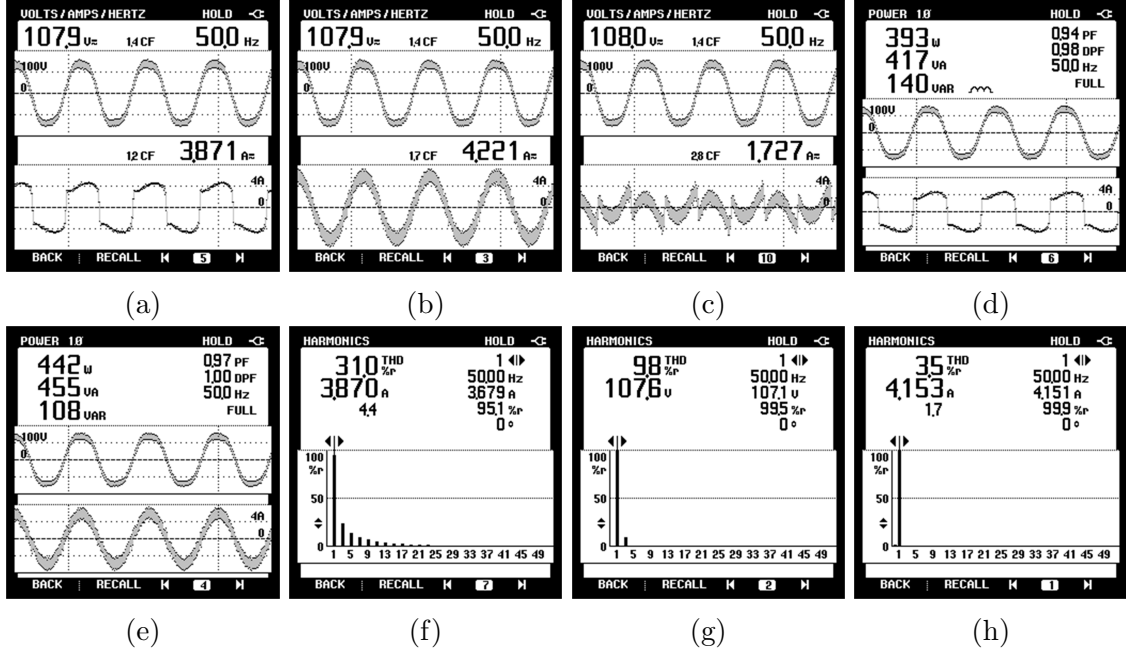 VOLTS/AMPS/HERTZ HOLD
107.9 V≂ 1.4 CF 50.0 Hz
100V
0
1.2 CF 3.871 A≂
4A
0
BACK RECALL 5
(a)
VOLTS/AMPS/HERTZ HOLD
107.9 V≂ 1.4 CF 50.0 Hz
100V
0
1.7 CF 4.221 A≂
4A
0
BACK RECALL 3
(b)
VOLTS/AMPS/HERTZ HOLD
108.0 V≂ 1.4 CF 50.0 Hz
100V
0
2.8 CF 1.727 A≂
4A
0
BACK RECALL 10
(c)
POWER 1.0 HOLD
393 W 0.94 PF
417 VA 0.98 DPF
50.0 Hz
140 VAR FULL
100V
0
4A
0
BACK RECALL 6
(d)
POWER 1.0 HOLD
442 W 0.97 PF
455 VA 1.00 DPF
50.0 Hz
108 VAR FULL
100V
0
4A
0
BACK RECALL 4
(e)
HARMONICS HOLD
31.0 THD %r 1
50.00 Hz
3.870 A 3.679 A
4.4 95.1 %r
0 °
100
%r
50
0
1 5 9 13 17 21 25 29 33 37 41 45 49
BACK RECALL 7
(f)
HARMONICS HOLD
9.8 THD %r 1
50.00 Hz
107.6 V 107.1 V
99.5 %r
0 °
100
%r
50
0
1 5 9 13 17 21 25 29 33 37 41 45 49
BACK RECALL 2
(g)
HARMONICS HOLD
3.5 THD %r 1
50.00 Hz
4.153 A 4.151 A
1.7 99.9 %r
0 °
100
%r
50
0
1 5 9 13 17 21 25 29 33 37 41 45 49
BACK RECALL 1
(h)